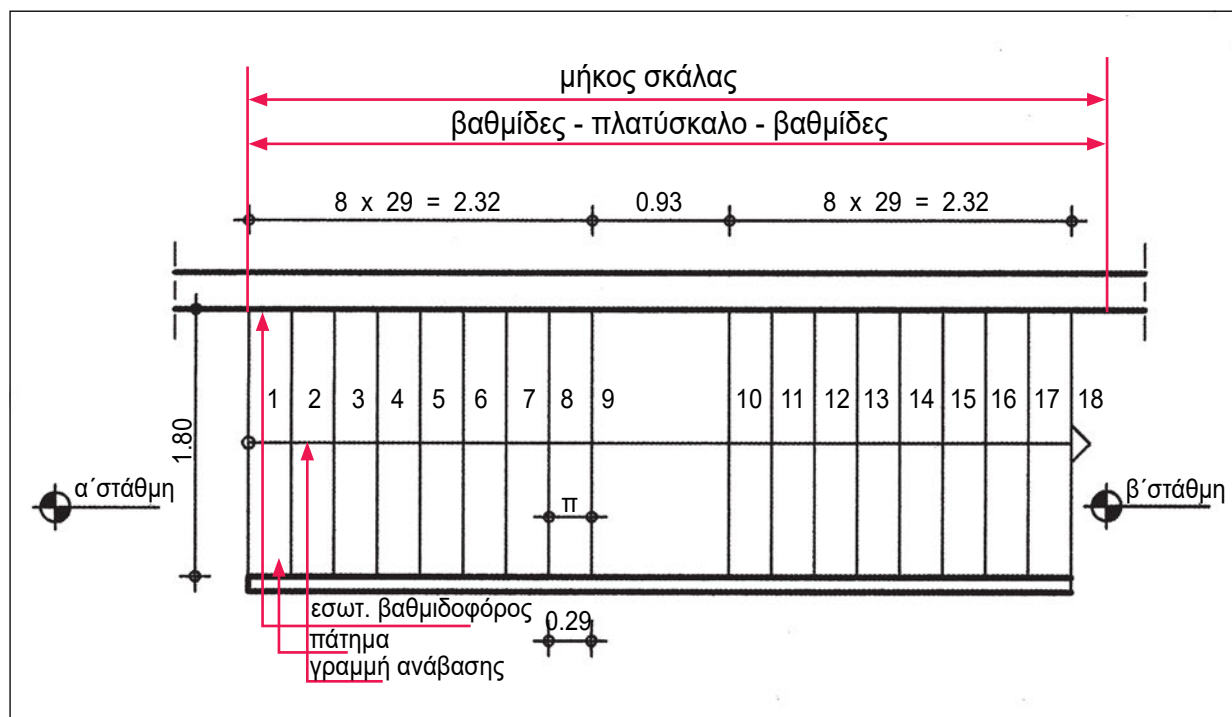 μήκος σκάλας
βαθμίδες - πλατύσκαλο - βαθμίδες
8 x 29 = 2.32 0.93 8 x 29 = 2.32
1 2 3 4 5 6 7 8 9 10 11 12 13 14 15 16 17 18
1.80
α΄στάθμη
β΄στάθμη
π
εσωτ. βαθμιδοφόρος
0.29
πάτημα
γραμμή ανάβασης